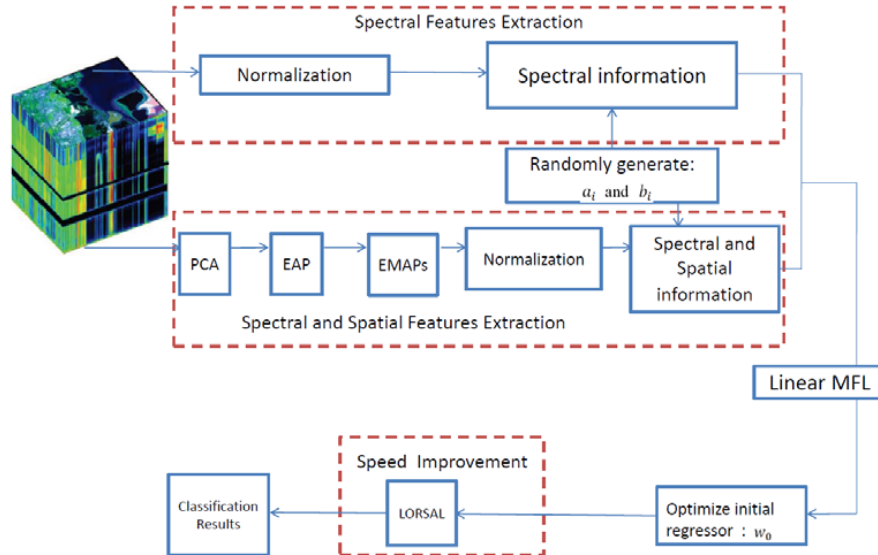 Spectral Features Extraction
Normalization
Spectral information
Randomly generate:
a_i and b_i
PCA
EAP
EMAPs
Normalization
Spectral and
Spatial
information
Spectral and Spatial Features Extraction
Linear MFL
Speed Improvement
Classification
Results
LORSAL
Optimize initial
regressor : w_0